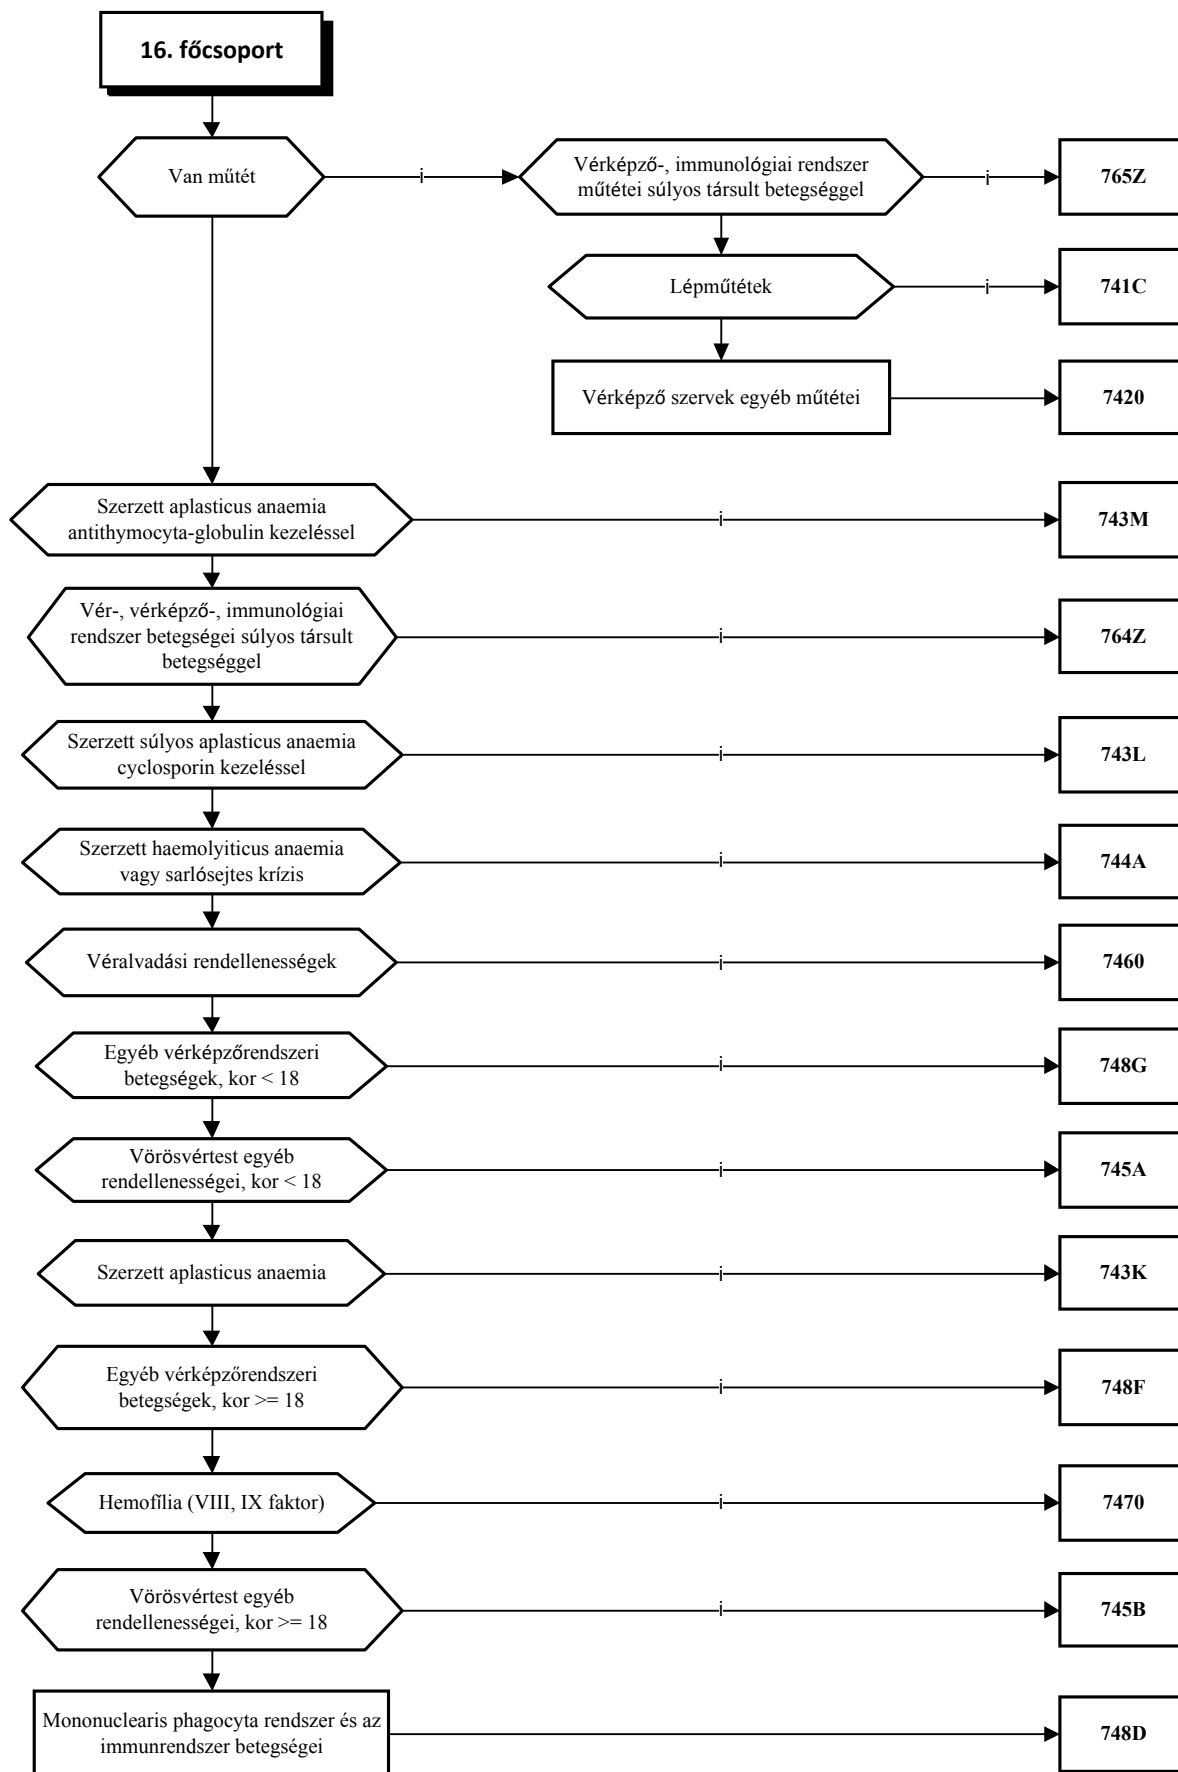 16. főcsoport
Van műtét
i
Vérképző-, immunológiai rendszer
műtétei súlyos társult betegséggel
i
765Z
Lépműtétek
i
741C
Vérképző szervek egyéb műtétei
7420
Szerzett aplasticus anaemia
antithymocyta-globulin kezeléssel
i
743M
Vér-, vérképző-, immunológiai
rendszer betegségei súlyos társult
betegséggel
i
764Z
Szerzett súlyos aplasticus anaemia
cyclosporin kezeléssel
i
743L
Szerzett haemolyiticus anaemia
vagy sarlósejtes krízis
i
744A
Véralvadási rendellenességek
i
7460
Egyéb vérképzőrendszeri
betegségek, kor < 18
i
748G
Vörösvértest egyéb
rendellenességei, kor < 18
i
745A
Szerzett aplasticus anaemia
i
743K
Egyéb vérképzőrendszeri
betegségek, kor >= 18
i
748F
Hemofília (VIII, IX faktor)
i
7470
Vörösvértest egyéb
rendellenességei, kor >= 18
i
745B
Mononuclearis phagocyta rendszer és az
immunrendszer betegségei
748D